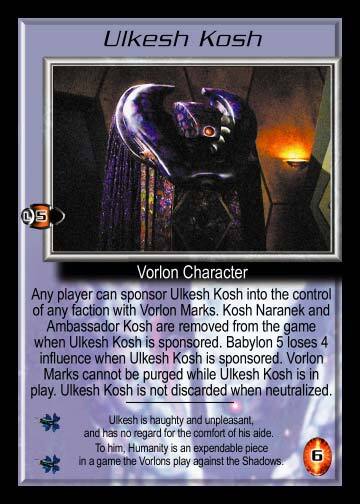 Ulkesh Kosh
5
Vorlon Character
Any player can sponsor Ulkesh Kosh into the control
of any faction with Vorlon Marks. Kosh Naranek and
Ambassador Kosh are removed from the game
when Ulkesh Kosh is sponsored. Babylon 5 loses 4
influence when Ulkesh Kosh is sponsored. Vorlon
Marks cannot be purged while Ulkesh Kosh is in
play. Ulkesh Kosh is not discarded when neutralized.
Ulkesh is haughty and unpleasant,
and has no regard for the comfort of his aide.
To him, Humanity is an expendable piece
in a game the Vorlons play against the Shadows.
6